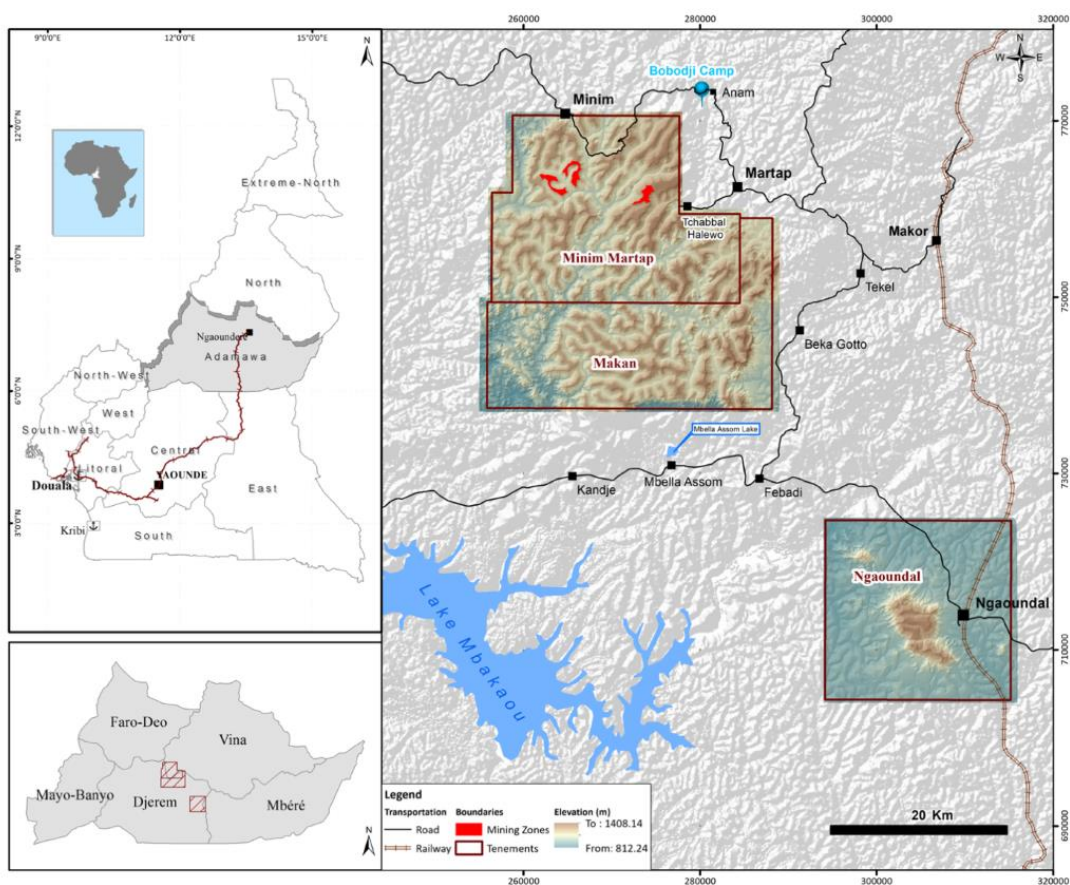 9°0'0"E
12°0'0"E
15°0'0"E
N
12°0'0"N
9°0'0"N
6°0'0"N
3°0'0"N
Extreme-North
North
Ngaoundere
Adamawa
North-West
West
South-West
Central
Litoral
YAOUNDE
Douala
East
Kribi
South
N
Faro-Deo
Vina
Mayo-Banyo
Djerem
Mbéré
260000
280000
300000
320000
N
W
E
S
Bobodji Camp
Anam
Minim
770000
Martap
Tchabbal
Halewo
Makor
Minim Martap
Tekel
750000
Beka Gotto
Makan
Mbella Assom Lake
Kandje
Mbella Assom
Febadi
730000
Ngaoundal
Ngaoundal
Lake Mbakaou
710000
690000
20 Km
Legend
Transportation
Road
Railway
Boundaries
Mining Zones
Tenements
Elevation (m)
To : 1408.14
From: 812.24
260000
280000
300000
320000